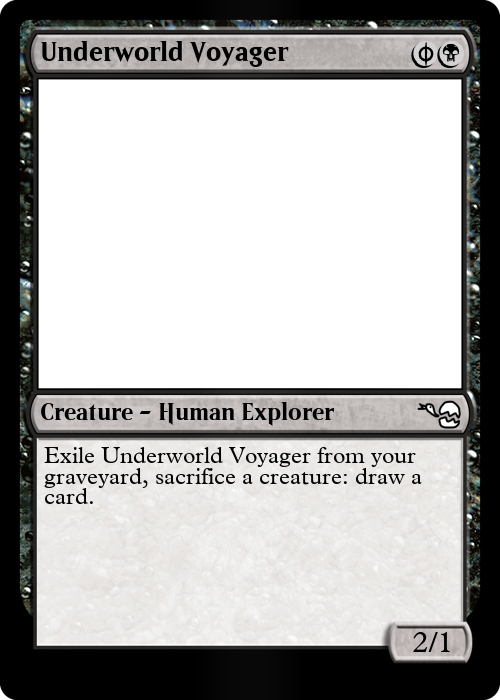 Underworld Voyager
Creature – Human Explorer
Exile Underworld Voyager from your
graveyard, sacrifice a creature: draw a
card.
2/1